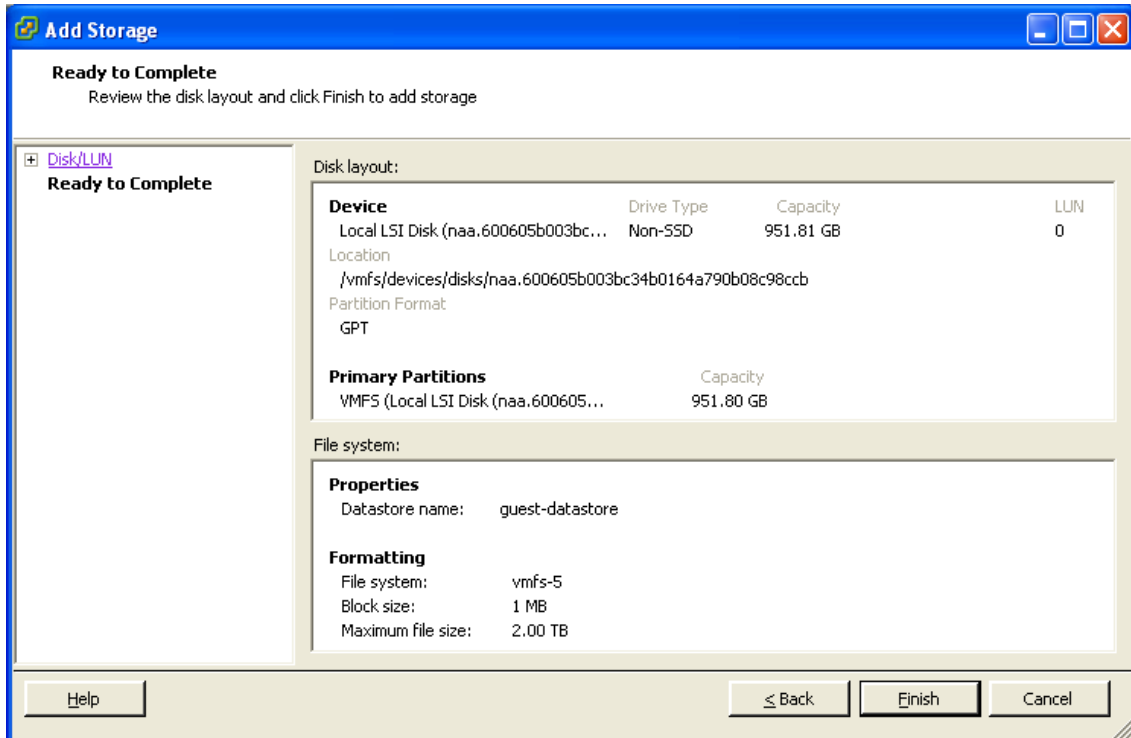 Add Storage
Ready to Complete
Review the disk layout and click Finish to add storage
Disk/LUN
Ready to Complete
Disk layout:
Device Drive Type Capacity LUN
Local LSI Disk (naa.600605b003bc... Non-SSD 951.81 GB 0
Location
/vmfs/devices/disks/naa.600605b003bc34b0164a790b08c98ccb
Partition Format
GPT
Primary Partitions Capacity
VMFS (Local LSI Disk (naa.600605... 951.80 GB
File system:
Properties
Datastore name: guest-datastore
Formatting
File system: vmfs-5
Block size: 1 MB
Maximum file size: 2.00 TB
Help < Back Finish Cancel